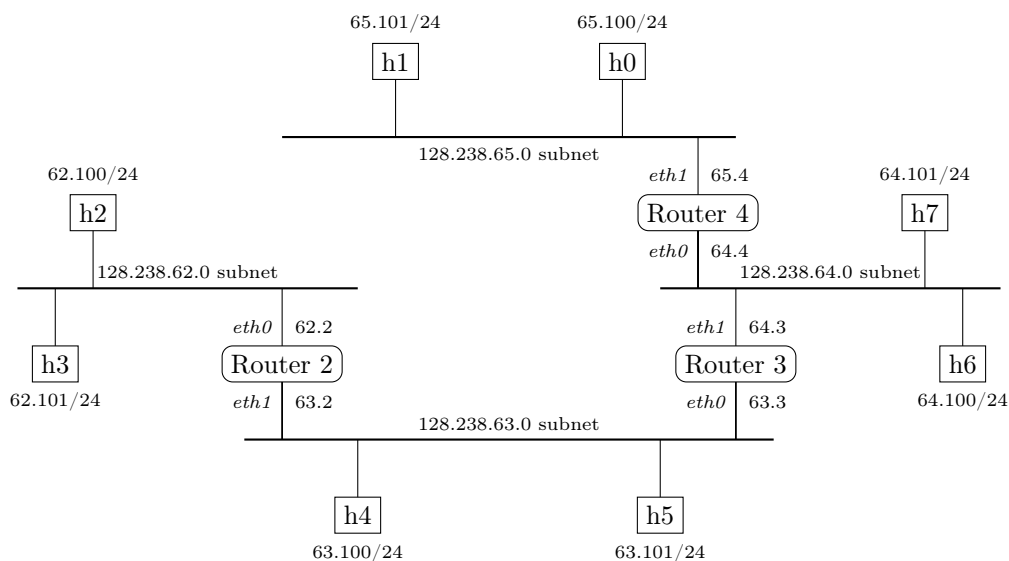 65.101/24
65.100/24
h1
h0
128.238.65.0 subnet
62.100/24
eth1 65.4
64.101/24
h2
Router 4
h7
eth0 64.4
128.238.62.0 subnet
128.238.64.0 subnet
eth0 62.2
eth1 64.3
h3
Router 2
Router 3
h6
62.101/24
eth1 63.2
eth0 63.3
64.100/24
128.238.63.0 subnet
h4
h5
63.100/24
63.101/24